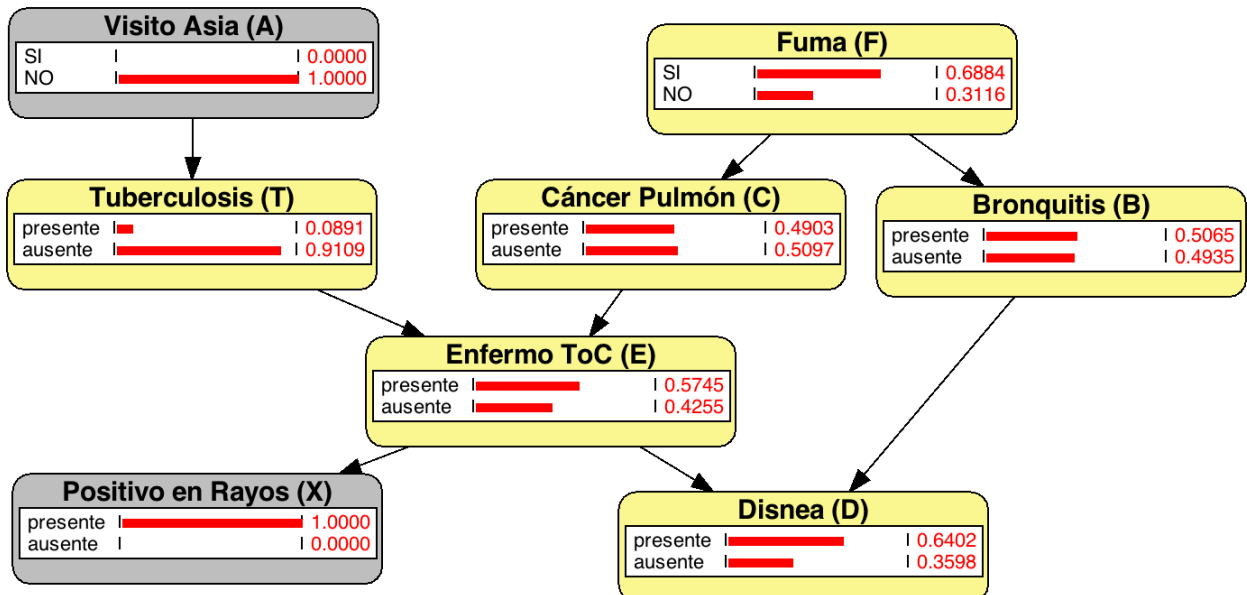 Visito Asia (A)
SI 0.0000
NO 1.0000
Fuma (F)
SI 0.6884
NO 0.3116
Tuberculosis (T)
presente 0.0891
ausente 0.9109
Cáncer Pulmón (C)
presente 0.4903
ausente 0.5097
Bronquitis (B)
presente 0.5065
ausente 0.4935
Enfermo ToC (E)
presente 0.5745
ausente 0.4255
Positivo en Rayos (X)
presente 1.0000
ausente 0.0000
Disnea (D)
presente 0.6402
ausente 0.3598